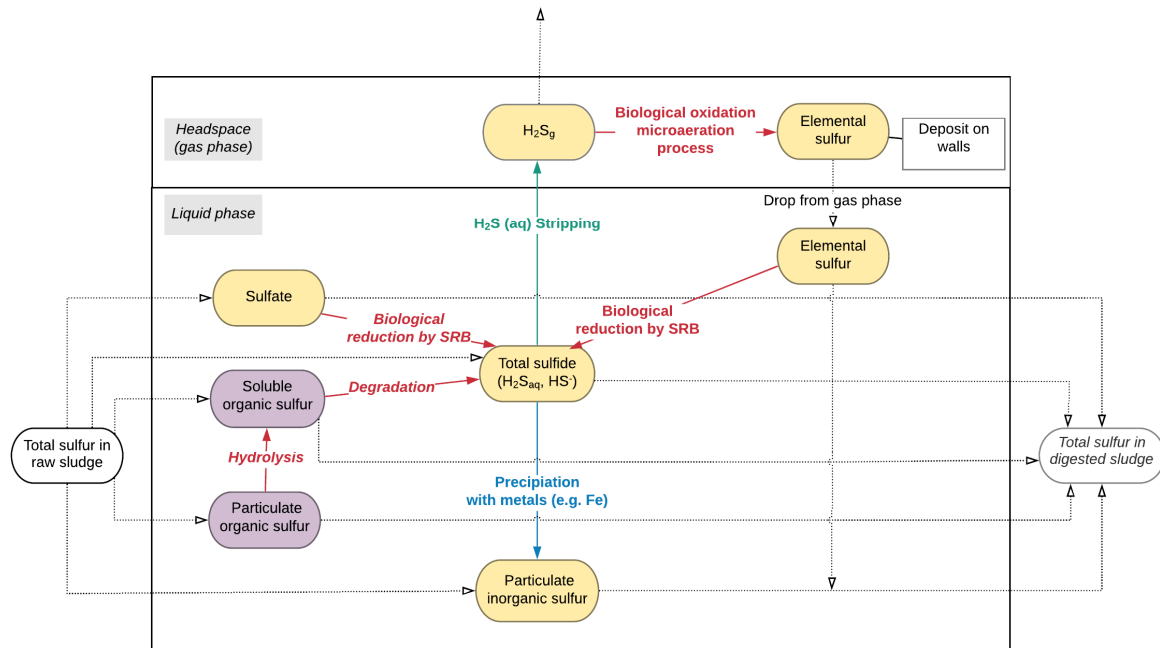 Headspace
(gas phase)
H₂Sg
Biological oxidation
microaeration
process
Elemental
sulfur
Deposit on
walls
Liquid phase
Drop from gas phase
H₂S (aq) Stripping
Elemental
sulfur
Sulfate
Biological
reduction by SRB
Biological
reduction by SRB
Total sulfide
(H₂Saq, HS-)
Soluble
organic sulfur
Degradation
Total sulfur in
raw sludge
Hydrolysis
Total sulfur in
digested sludge
Precipiation
with metals (e.g. Fe)
Particulate
organic sulfur
Particulate
inorganic sulfur